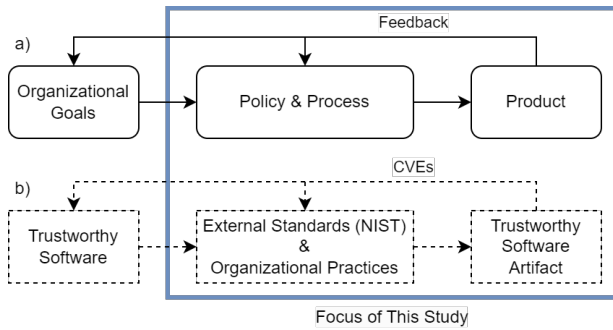 Feedback
a)
Organizational
Goals
Policy & Process
Product
CVEs
b)
Trustworthy
Software
External Standards (NIST)
&
Organizational Practices
Trustworthy
Software
Artifact
Focus of This Study